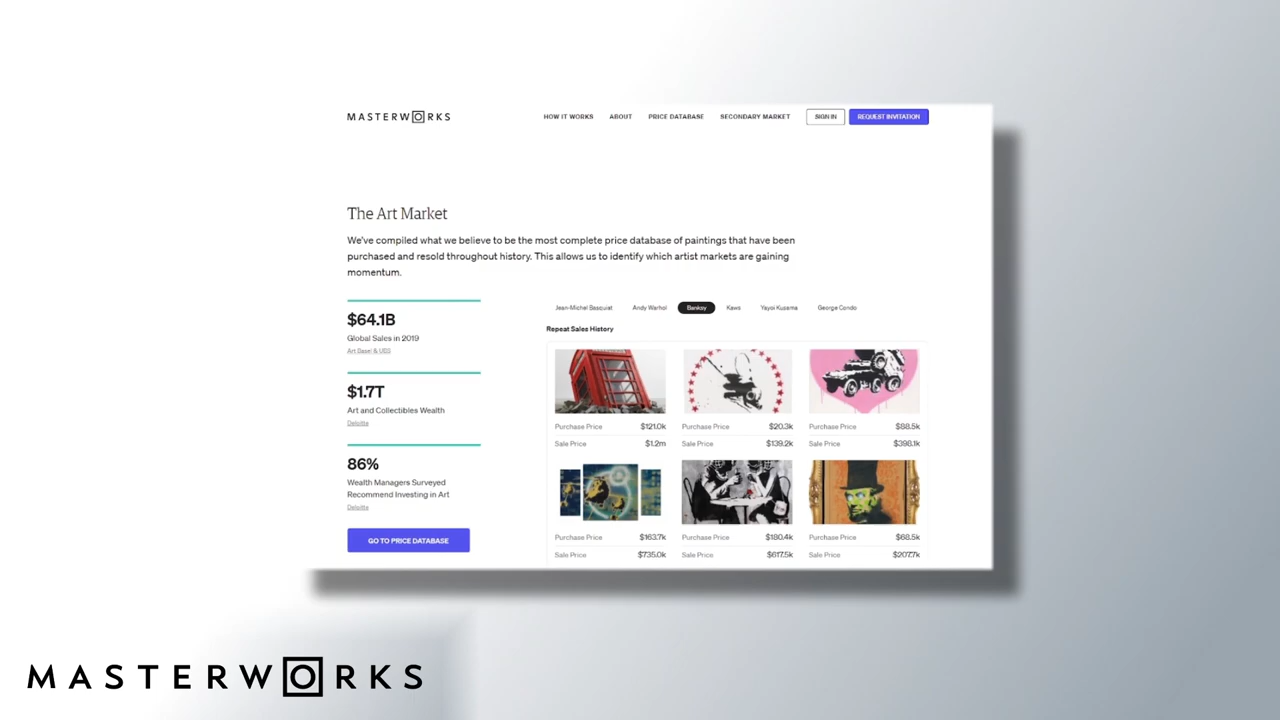 MASTERWORKS
HOW IT WORKS ABOUT PRICE DATABASE SECONDARY MARKET SIGN IN REQUEST INVITATION
The Art Market
We've compiled what we believe to be the most complete price database of paintings that have been
purchased and resold throughout history. This allows us to identify which artist markets are gaining
momentum.
$64.1B
Global Sales in 2019
Art Basel & UBS
$1.7T
Art and Collectibles Wealth
Deloitte
86%
Wealth Managers Surveyed
Recommend Investing in Art
Deloitte
GO TO PRICE DATABASE
Jean-Michel Basquiat Andy Warhol Banksy Kaws Yayoi Kusama George Condo
Repeat Sales History
Purchase Price $121.0k Purchase Price $20.3k Purchase Price $88.5k
Sale Price $1.2m Sale Price $139.2k Sale Price $398.1k
Purchase Price $163.7k Purchase Price $180.4k Purchase Price $68.5k
Sale Price $735.0k Sale Price $617.5k Sale Price $207.7k
MASTERWORKS